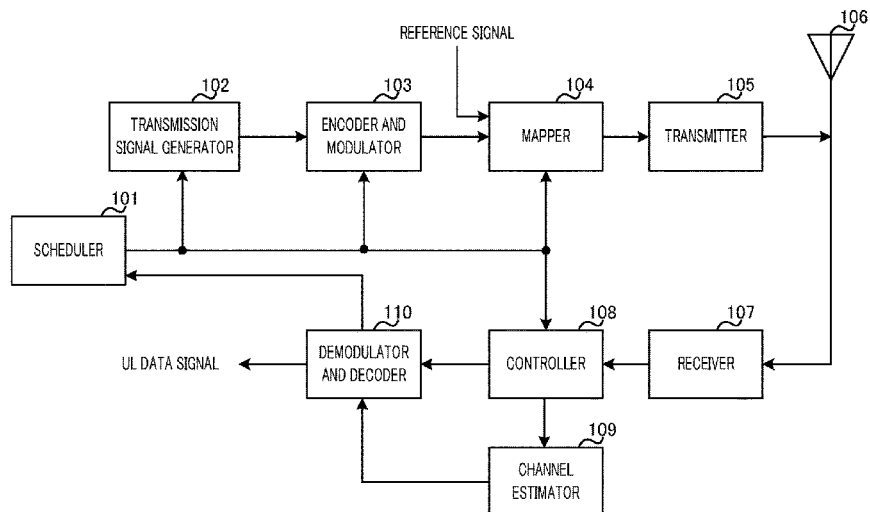 REFERENCE SIGNAL
106
102
103
104
105
TRANSMISSION
SIGNAL GENERATOR
ENCODER AND
MODULATOR
MAPPER
TRANSMITTER
101
SCHEDULER
110
108
107
UL DATA SIGNAL
DEMODULATOR
AND DECODER
CONTROLLER
RECEIVER
109
CHANNEL
ESTIMATOR